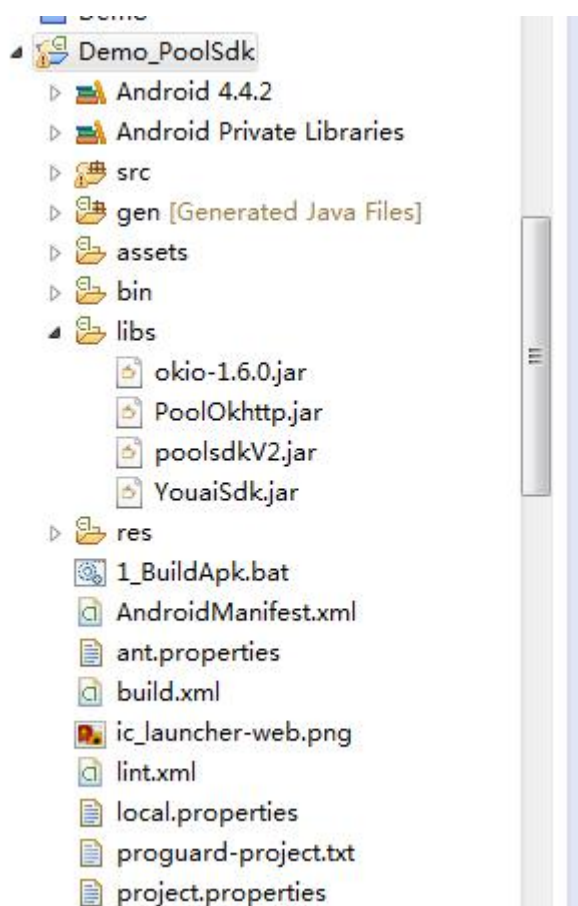 Demo
Demo_PoolSdk
Android 4.4.2
Android Private Libraries
src
gen [Generated Java Files]
assets
bin
libs
okio-1.6.0.jar
PoolOkhttp.jar
poolsdkV2.jar
YouaiSdk.jar
res
1_BuildApk.bat
AndroidManifest.xml
ant.properties
build.xml
ic_launcher-web.png
lint.xml
local.properties
proguard-project.txt
project.properties